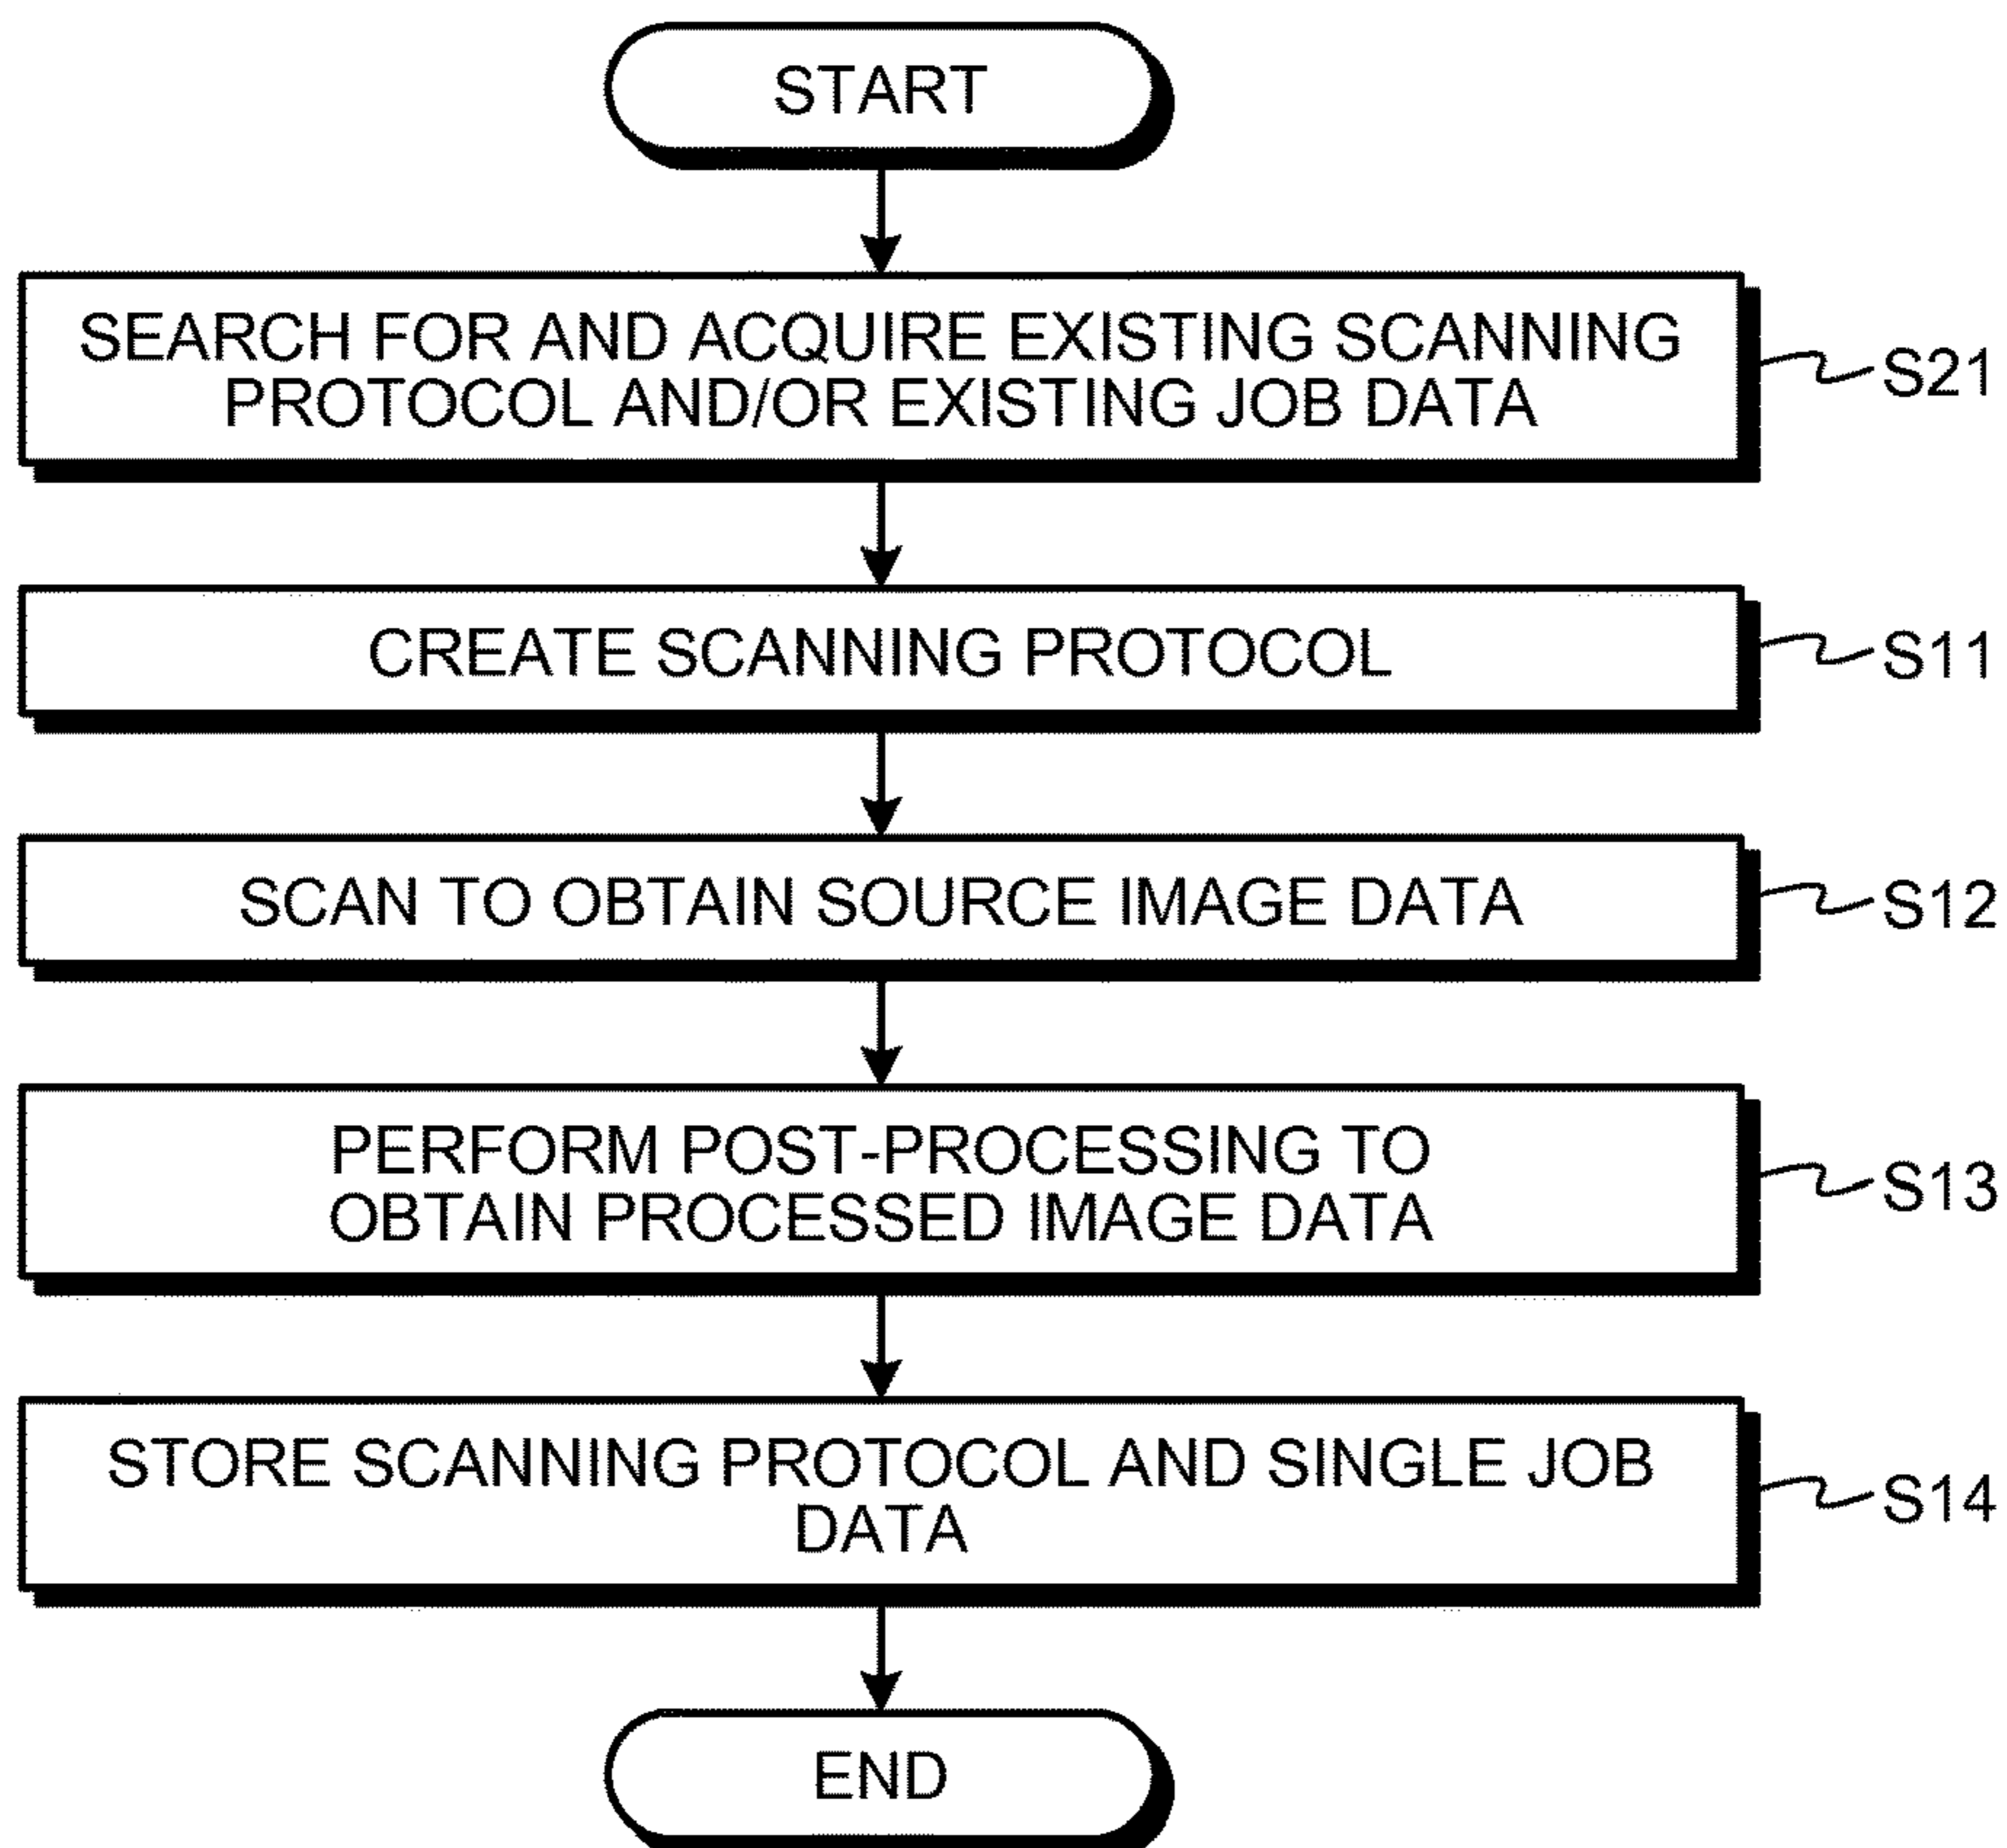 START
SEARCH FOR AND ACQUIRE EXISTING SCANNING
PROTOCOL AND/OR EXISTING JOB DATA
S21
CREATE SCANNING PROTOCOL
S11
SCAN TO OBTAIN SOURCE IMAGE DATA
S12
PERFORM POST-PROCESSING TO
OBTAIN PROCESSED IMAGE DATA
S13
STORE SCANNING PROTOCOL AND SINGLE JOB
DATA
S14
END